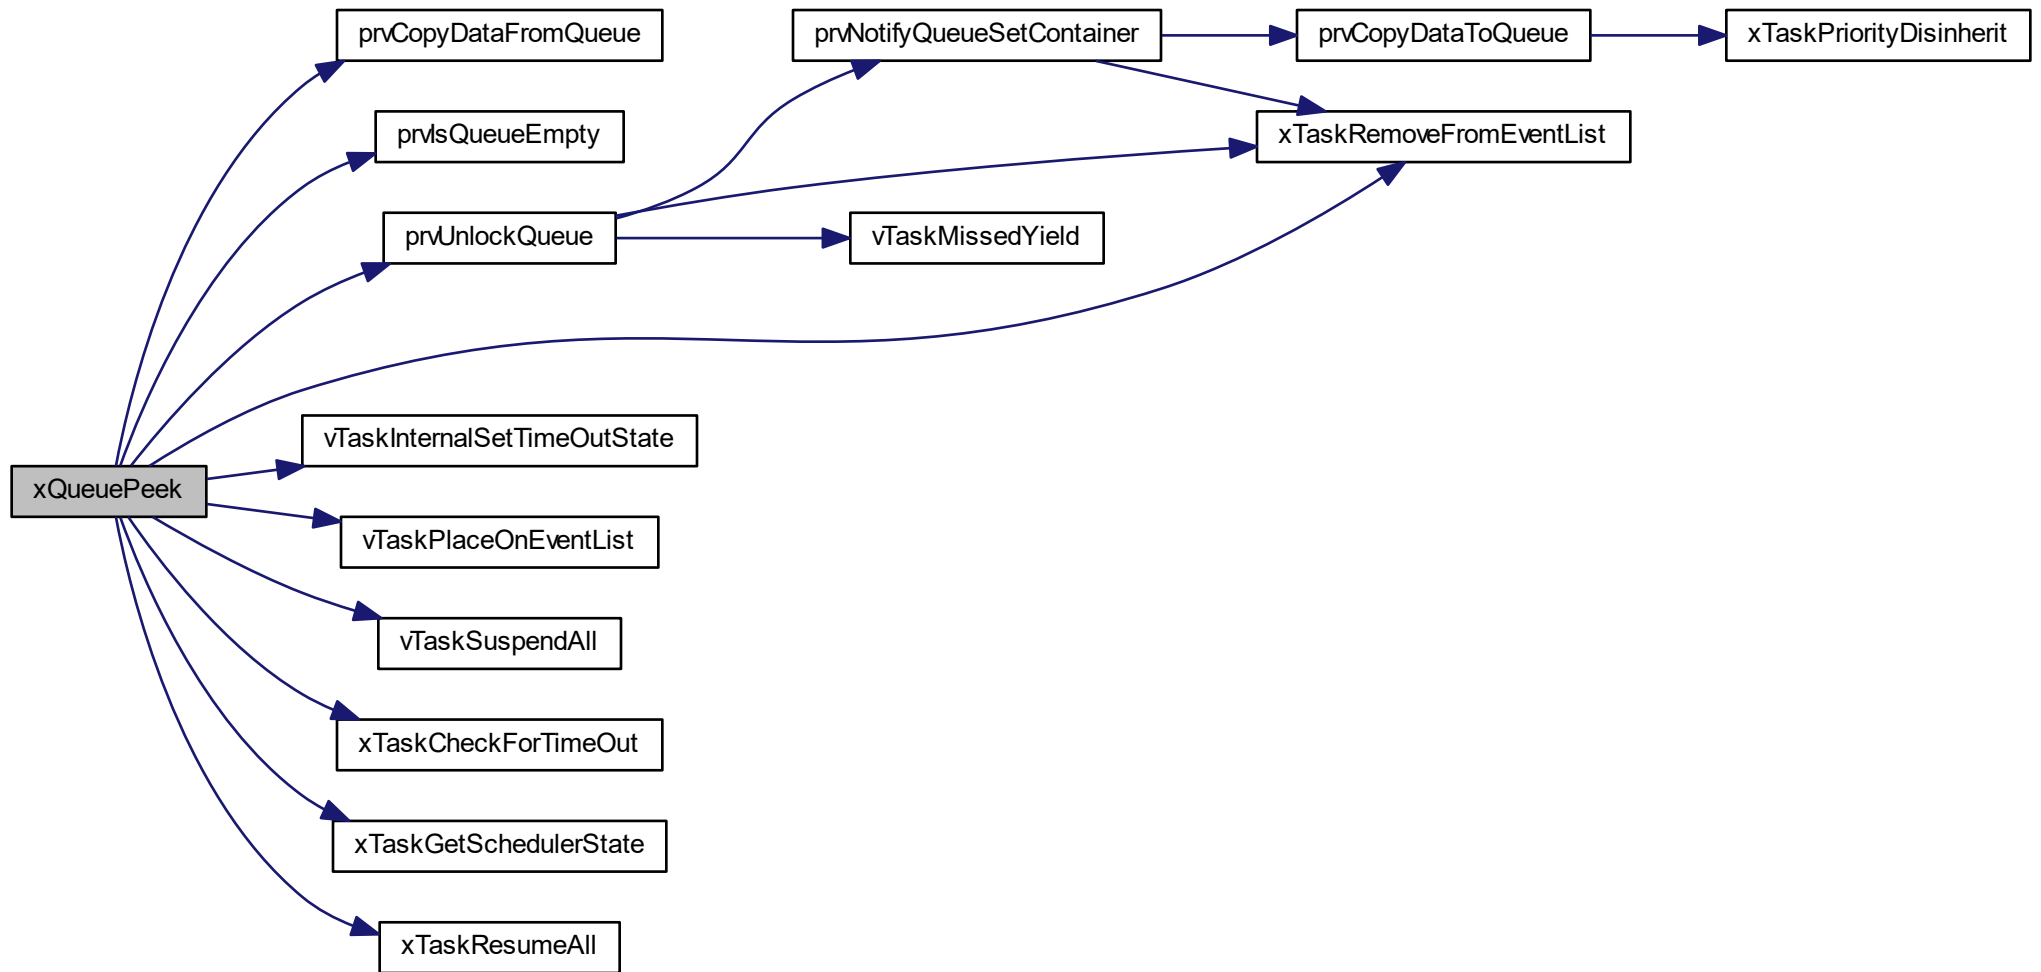 prvCopyDataFromQueue
prvNotifyQueueSetContainer
prvCopyDataToQueue
xTaskPriorityDisinherit
prvIsQueueEmpty
xTaskRemoveFromEventList
prvUnlockQueue
vTaskMissedYield
vTaskInternalSetTimeOutState
xQueuePeek
vTaskPlaceOnEventList
vTaskSuspendAll
xTaskCheckForTimeOut
xTaskGetSchedulerState
xTaskResumeAll